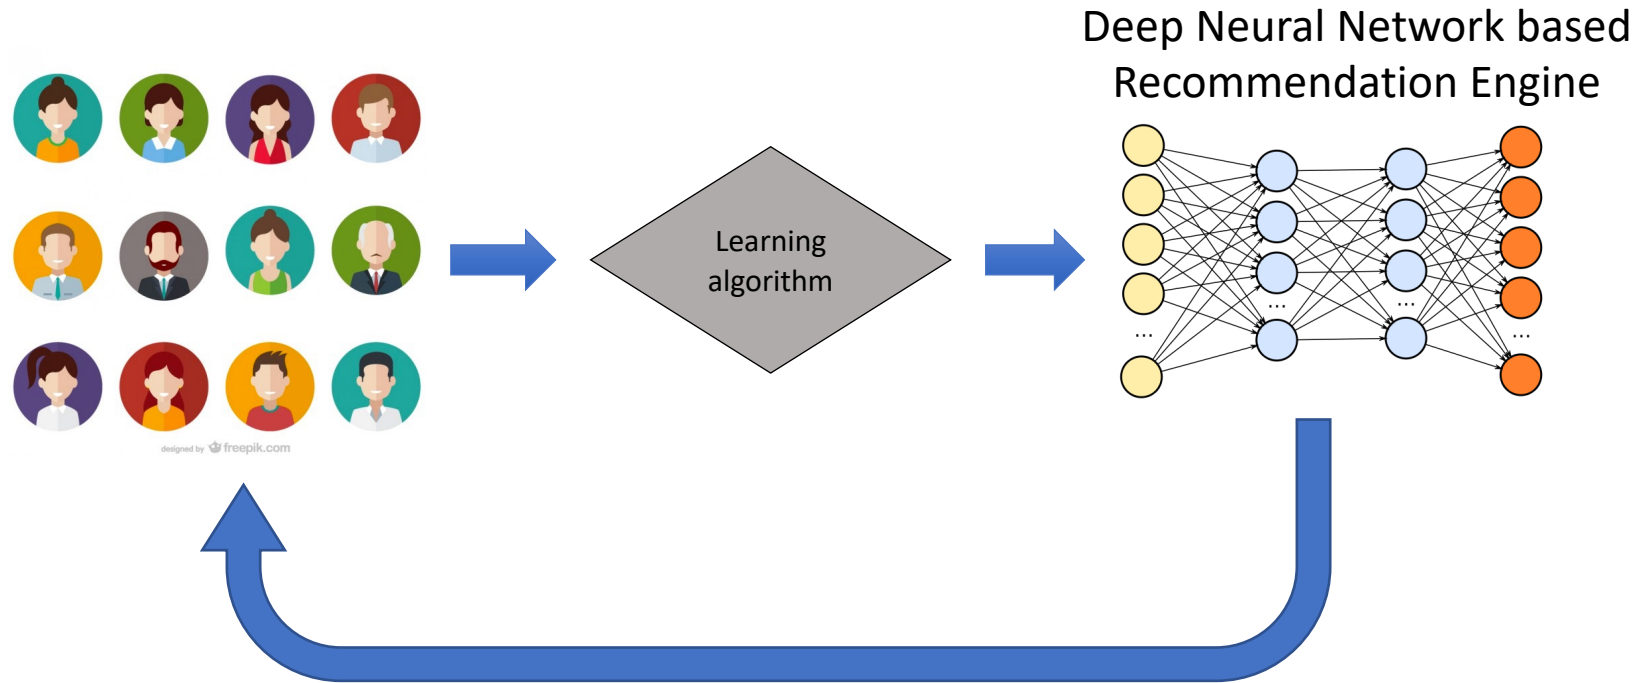 Deep Neural Network based
Recommendation Engine
Learning
algorithm
...
...
...
...
designed by freepik.com